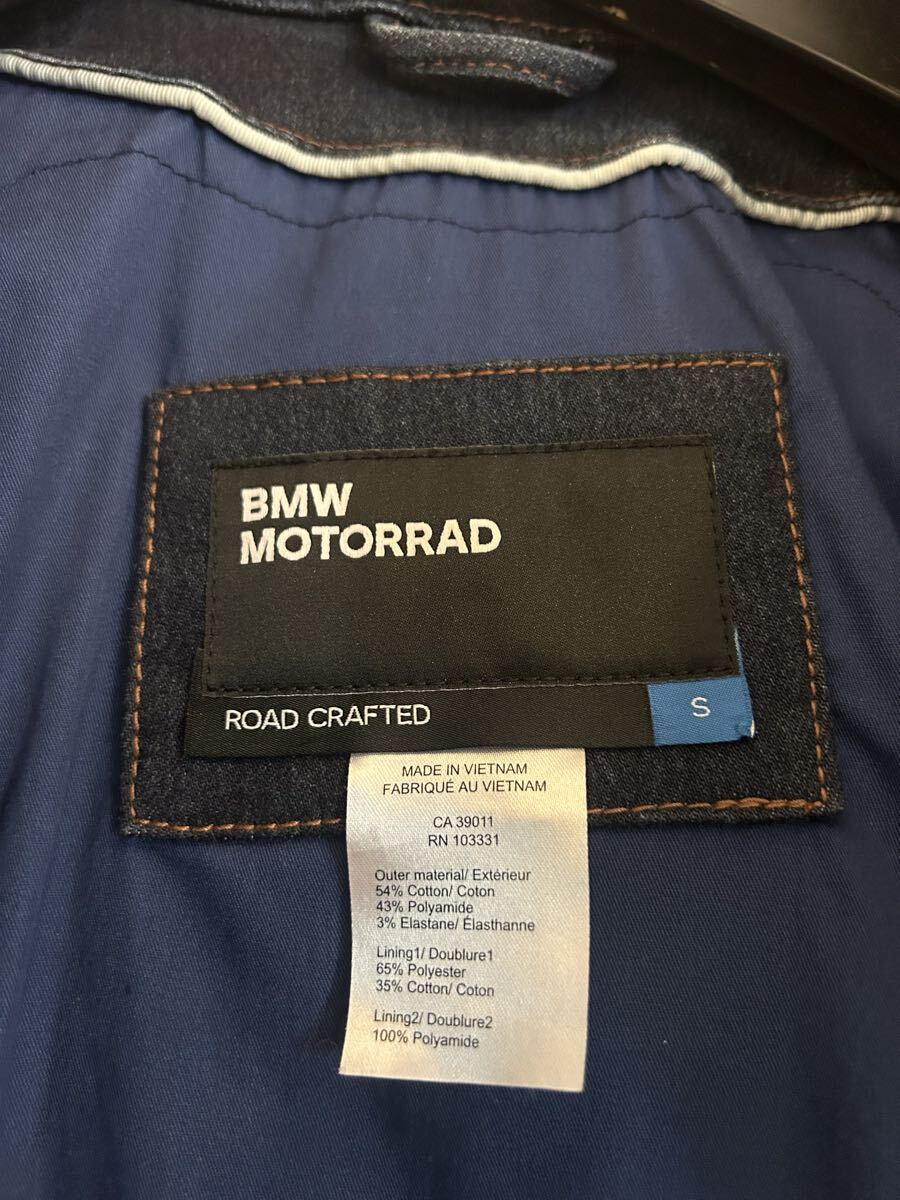 BMW
MOTORRAD
ROAD CRAFTED
S
MADE IN VIETNAM
FABRIQUÉ AU VIETNAM
CA 39011
RN 103331
Outer material/ Extérieur
54% Cotton/ Coton
43% Polyamide
3% Elastane/ Élasthanne
Lining1/ Doublure1
65% Polyester
35% Cotton/ Coton
Lining2/ Doublure2
100% Polyamide